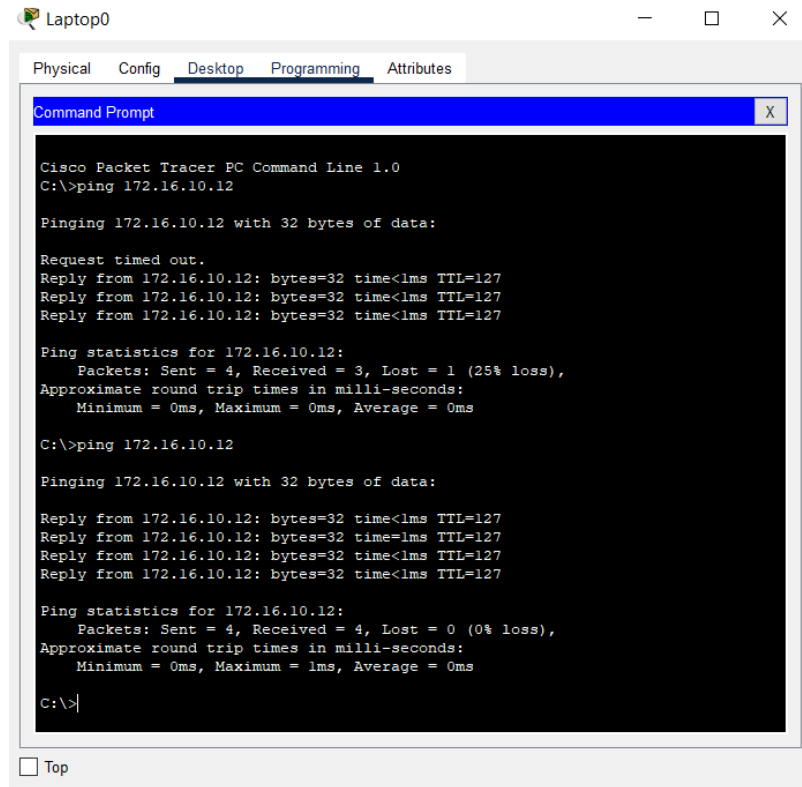 Laptop0
Physical Config Desktop Programming Attributes
Command Prompt X
Cisco Packet Tracer PC Command Line 1.0
C:\>ping 172.16.10.12
Pinging 172.16.10.12 with 32 bytes of data:
Request timed out.
Reply from 172.16.10.12: bytes=32 time<1ms TTL=127
Reply from 172.16.10.12: bytes=32 time<1ms TTL=127
Reply from 172.16.10.12: bytes=32 time<1ms TTL=127
Ping statistics for 172.16.10.12:
Packets: Sent = 4, Received = 3, Lost = 1 (25% loss),
Approximate round trip times in milli-seconds:
Minimum = 0ms, Maximum = 0ms, Average = 0ms
C:\>ping 172.16.10.12
Pinging 172.16.10.12 with 32 bytes of data:
Reply from 172.16.10.12: bytes=32 time<1ms TTL=127
Reply from 172.16.10.12: bytes=32 time=1ms TTL=127
Reply from 172.16.10.12: bytes=32 time<1ms TTL=127
Reply from 172.16.10.12: bytes=32 time<1ms TTL=127
Ping statistics for 172.16.10.12:
Packets: Sent = 4, Received = 4, Lost = 0 (0% loss),
Approximate round trip times in milli-seconds:
Minimum = 0ms, Maximum = 1ms, Average = 0ms
C:\>
Top